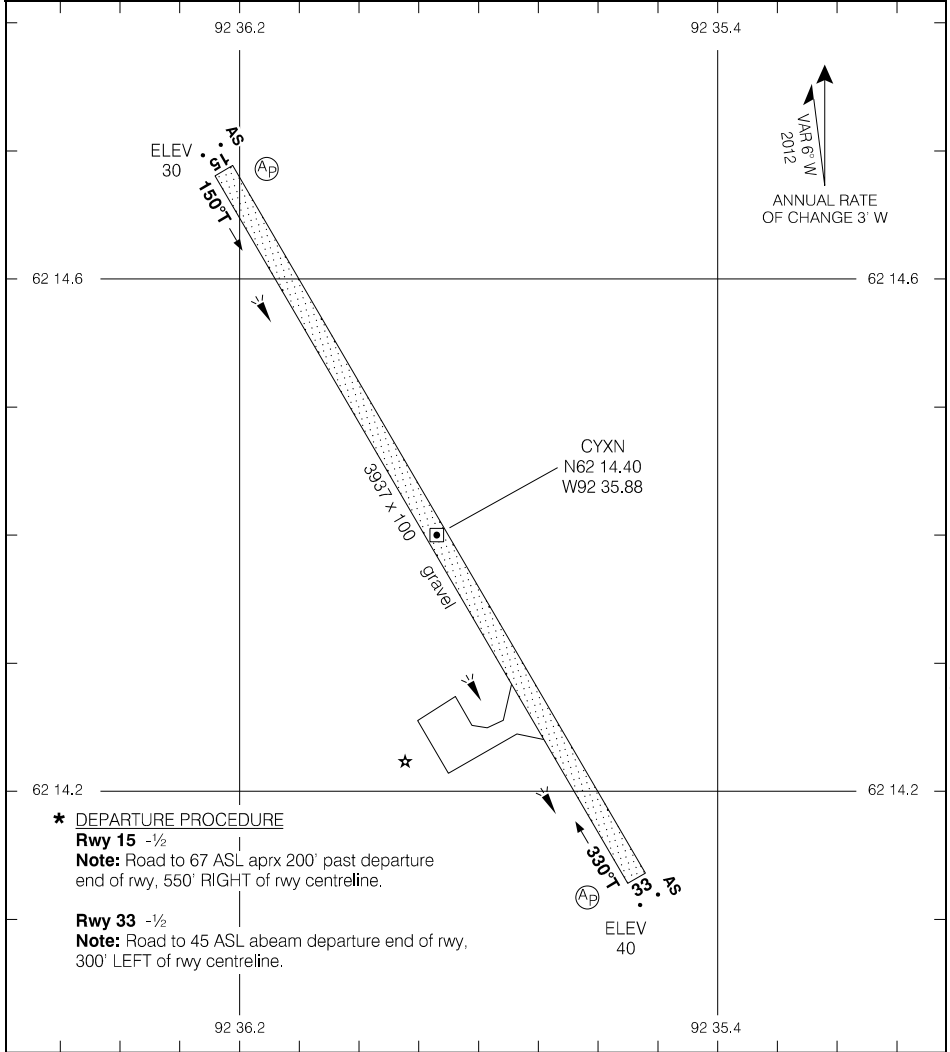 92 36.2
92 35.4
VAR 6° W
2012
ANNUAL RATE
OF CHANGE 3' W
AS
15
ELEV
30
AP
150°T
62 14.6
62 14.6
CYXN
N62 14.40
W92 35.88
3937 x 100
gravel
62 14.2
62 14.2
* DEPARTURE PROCEDURE
Rwy 15 -½
Note: Road to 67 ASL aprx 200' past departure
end of rwy, 550' RIGHT of rwy centreline.
Rwy 33 -½
Note: Road to 45 ASL abeam departure end of rwy,
300' LEFT of rwy centreline.
330°T
33
AS
AP
ELEV
40
92 36.2
92 35.4